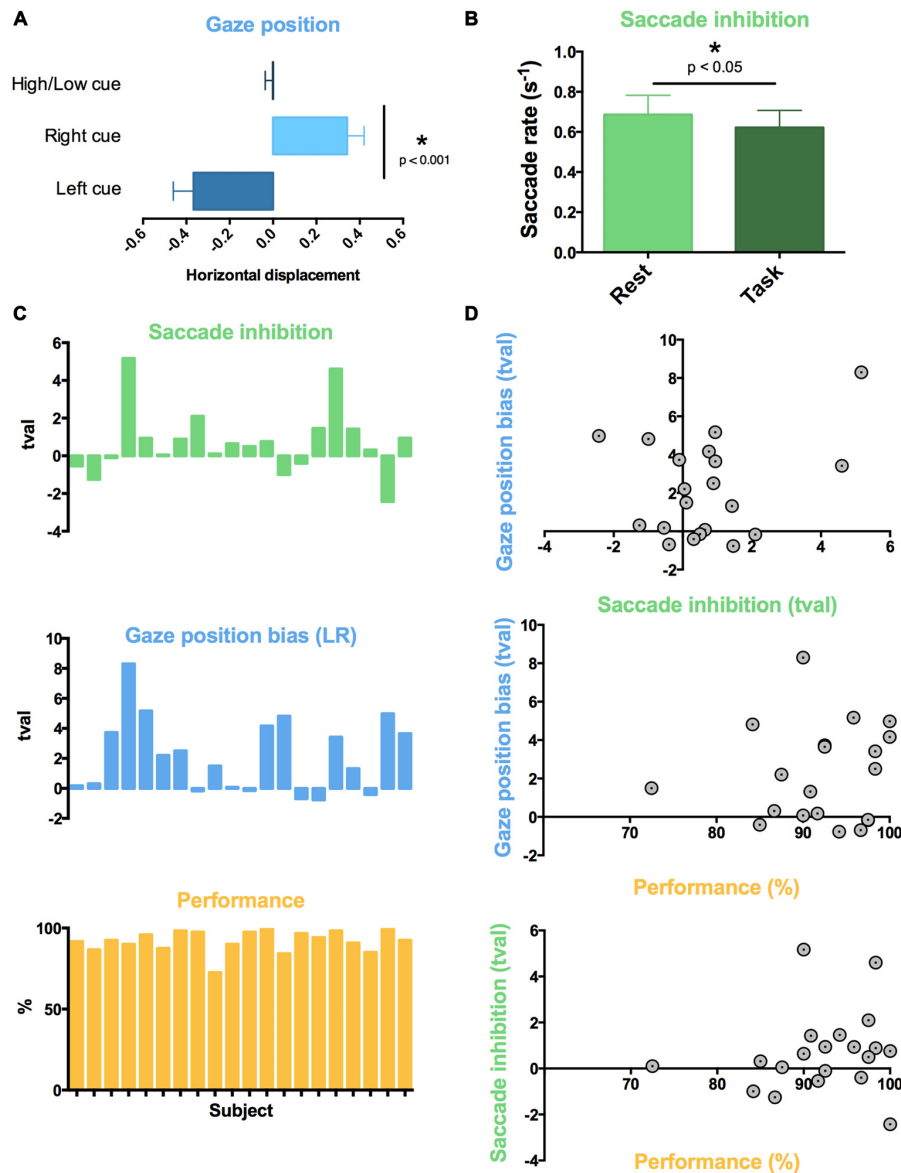 A
Gaze position
High/Low cue
Right cue
Left cue
*
p < 0.001
-0.6
-0.4
-0.2
0.0
0.2
0.4
0.6
Horizontal displacement
B
Saccade inhibition
*
p < 0.05
Saccade rate (s-1)
1.0
0.8
0.6
0.4
0.2
0.0
Rest
Task
C
Saccade inhibition
tval
6
4
2
0
-2
-4
Gaze position bias (LR)
tval
10
8
6
4
2
0
-2
Performance
%
100
50
0
Subject
D
Gaze position bias (tval)
10
8
6
4
2
-2
-4
-2
0
2
4
6
Saccade inhibition (tval)
Gaze position bias (tval)
10
8
6
4
2
0
-2
70
80
90
100
Performance (%)
Saccade inhibition (tval)
6
4
2
0
-2
-4
70
80
90
100
Performance (%)